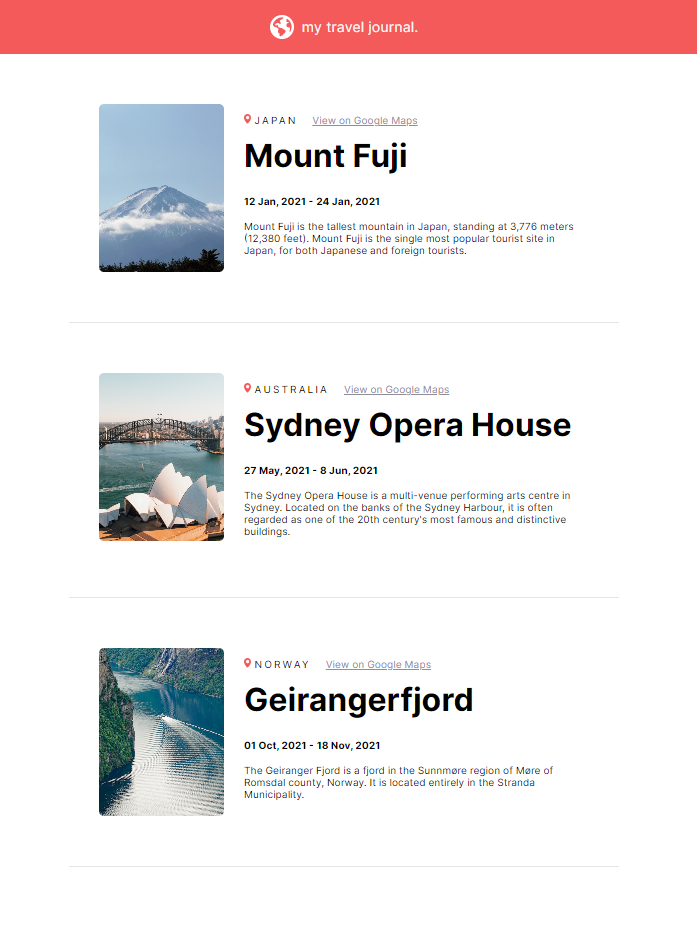 my travel journal.
JAPAN View on Google Maps
Mount Fuji
12 Jan, 2021 - 24 Jan, 2021
Mount Fuji is the tallest mountain in Japan, standing at 3,776 meters
(12,380 feet). Mount Fuji is the single most popular tourist site in
Japan, for both Japanese and foreign tourists.
AUSTRALIA View on Google Maps
Sydney Opera House
27 May, 2021 - 8 Jun, 2021
The Sydney Opera House is a multi-venue performing arts centre in
Sydney. Located on the banks of the Sydney Harbour, it is often
regarded as one of the 20th century's most famous and distinctive
buildings.
NORWAY View on Google Maps
Geirangerfjord
01 Oct, 2021 - 18 Nov, 2021
The Geiranger Fjord is a fjord in the Sunnmøre region of Møre of
Romsdal county, Norway. It is located entirely in the Stranda
Municipality.